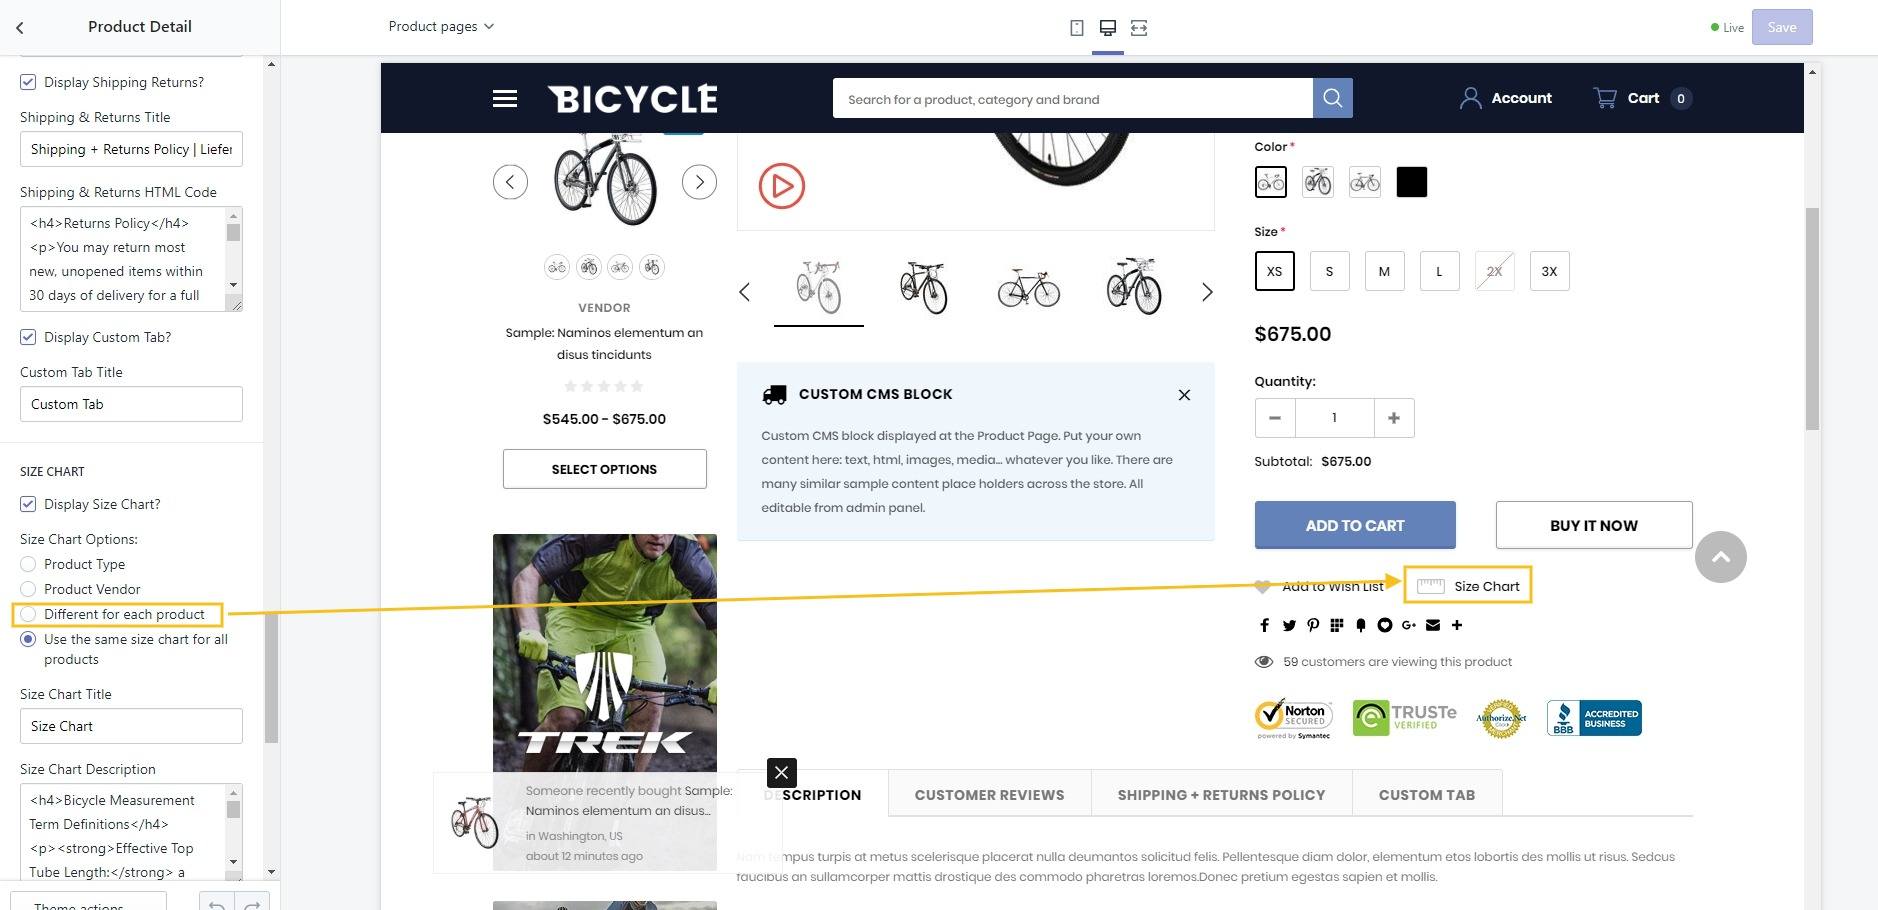 Product Detail
Product pages
Live
Save
Display Shipping Returns?
Shipping & Returns Title
Shipping + Returns Policy | Liefer
Shipping & Returns HTML Code
<h4>Returns Policy</h4>
<p>You may return most
new, unopened items within
30 days of delivery for a full
Display Custom Tab?
Custom Tab Title
Custom Tab
SIZE CHART
Display Size Chart?
Size Chart Options:
Product Type
Product Vendor
Different for each product
Use the same size chart for all
products
Size Chart Title
Size Chart
Size Chart Description
<h4>Bicycle Measurement
Term Definitions</h4>
<p><strong>Effective Top
Tube Length:</strong> a
Theme actions
BICYCLE
Search for a product, category and brand
Account
Cart 0
VENDOR
Sample: Naminos elementum an
disus tincidunts
$545.00 - $675.00
SELECT OPTIONS
TREK
Someone recently bought Sample:
Naminos elementum an disus...
in Washington, US
about 12 minutes ago
CUSTOM CMS BLOCK
Custom CMS block displayed at the Product Page. Put your own
content here: text, html, images, media... whatever you like. There are
many similar sample content place holders across the store. All
editable from admin panel.
Color *
Size *
XS S M L 2X 3X
$675.00
Quantity:
1
Subtotal: $675.00
ADD TO CART
BUY IT NOW
Add to Wish List
Size Chart
59 customers are viewing this product
Norton
SECURED
powered by Symantec
TRUSTe
VERIFIED
Authorize.Net
Click
BBB
ACCREDITED
BUSINESS
DESCRIPTION
CUSTOMER REVIEWS
SHIPPING + RETURNS POLICY
CUSTOM TAB
Nam tempus turpis at metus scelerisque placerat nulla deumantos solicitud felis. Pellentesque diam dolor, elementum etos lobortis des mollis ut risus. Sedcus
faucibus an sullamcorper mattis drostique des commodo pharetras loremos.Donec pretium egestas sapien et mollis.